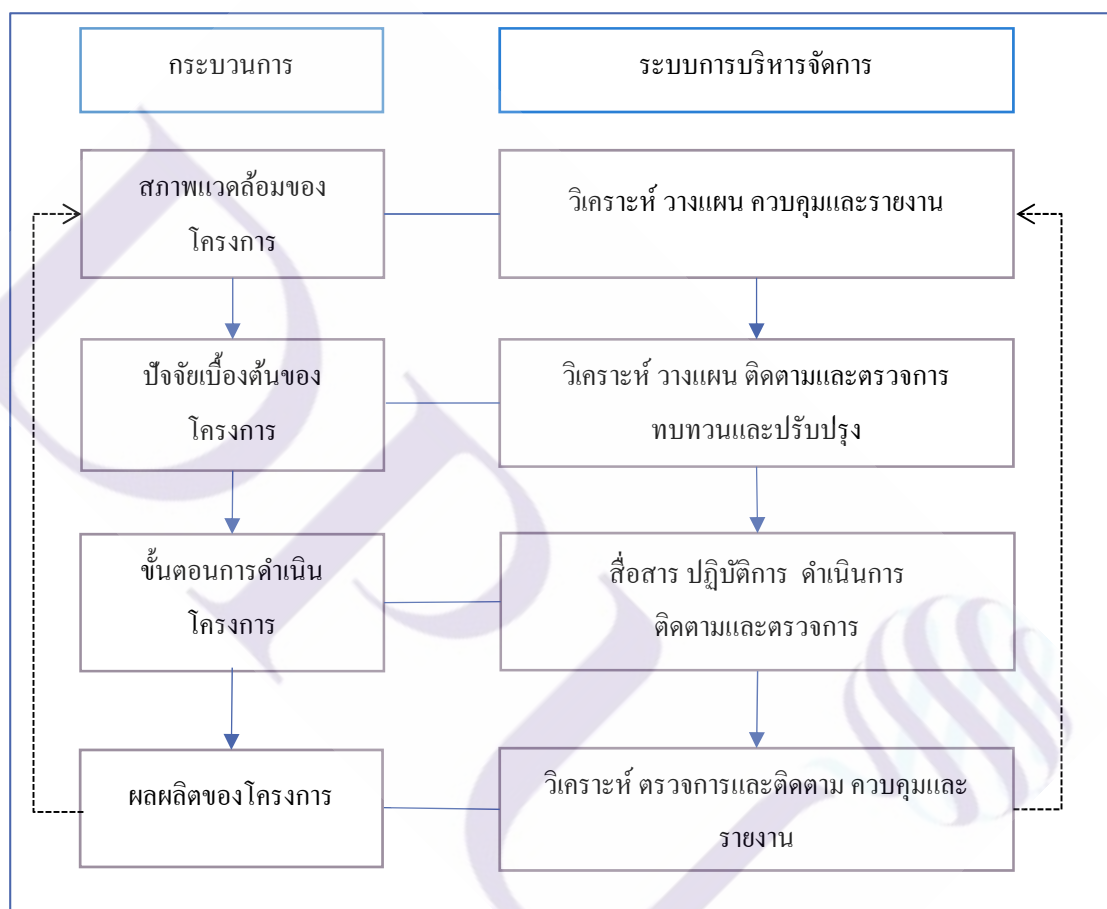 กระบวนการ
ระบบการบริหารจัดการ
สภาพแวดล้อมของ
โครงการ
วิเคราะห์ วางแผน ควบคุมและรายงาน
ปัจจัยเบื้องต้นของ
โครงการ
วิเคราะห์ วางแผน ติดตามและตรวจการ
ทบทวนและปรับปรุง
ขั้นตอนการดำเนิน
โครงการ
สื่อสาร ปฏิบัติการ ดำเนินการ
ติดตามและตรวจการ
ผลผลิตของโครงการ
วิเคราะห์ ตรวจการและติดตาม ควบคุมและ
รายงาน
DPU